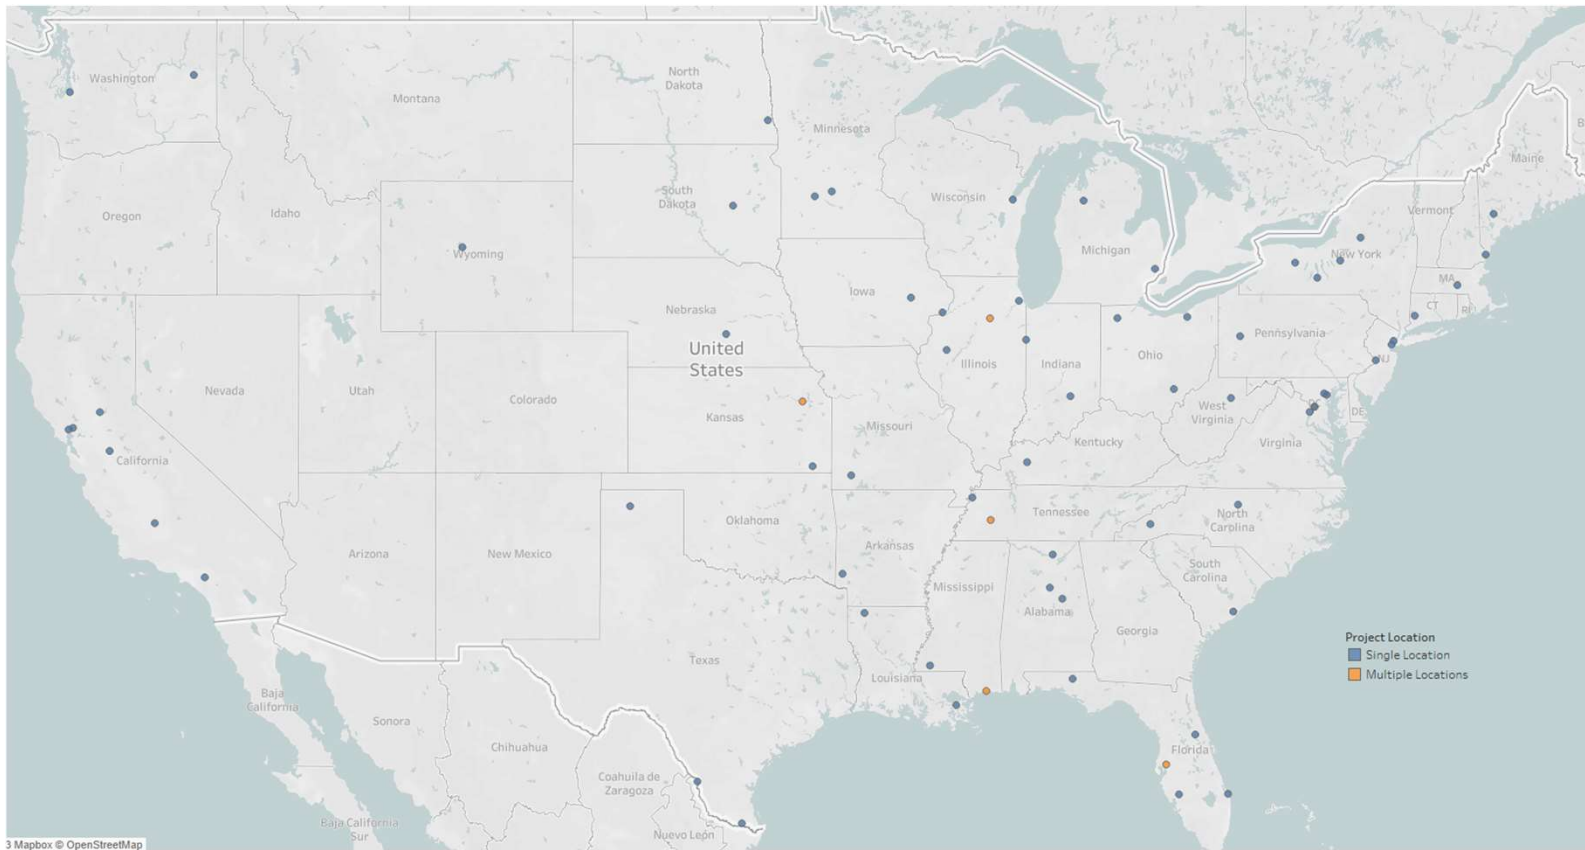 Washington
Montana
North
Dakota
Minnesota
Maine
Oregon
Idaho
South
Dakota
Wisconsin
Vermont
Wyoming
Michigan
New York
Iowa
MA
CT
RI
Nebraska
United
States
Pennsylvania
Nevada
Utah
Colorado
Illinois
Indiana
Ohio
NJ
Kansas
Missouri
West
Virginia
DE
California
Kentucky
Virginia
Arizona
New Mexico
Oklahoma
Arkansas
Tennessee
North
Carolina
Mississippi
Alabama
Georgia
South
Carolina
Texas
Louisiana
Project Location
Single Location
Multiple Locations
Baja
California
Sonora
Chihuahua
Coahuila de
Zaragoza
Florida
Baja California
Sur
Nuevo León
3 Mapbox © OpenStreetMap